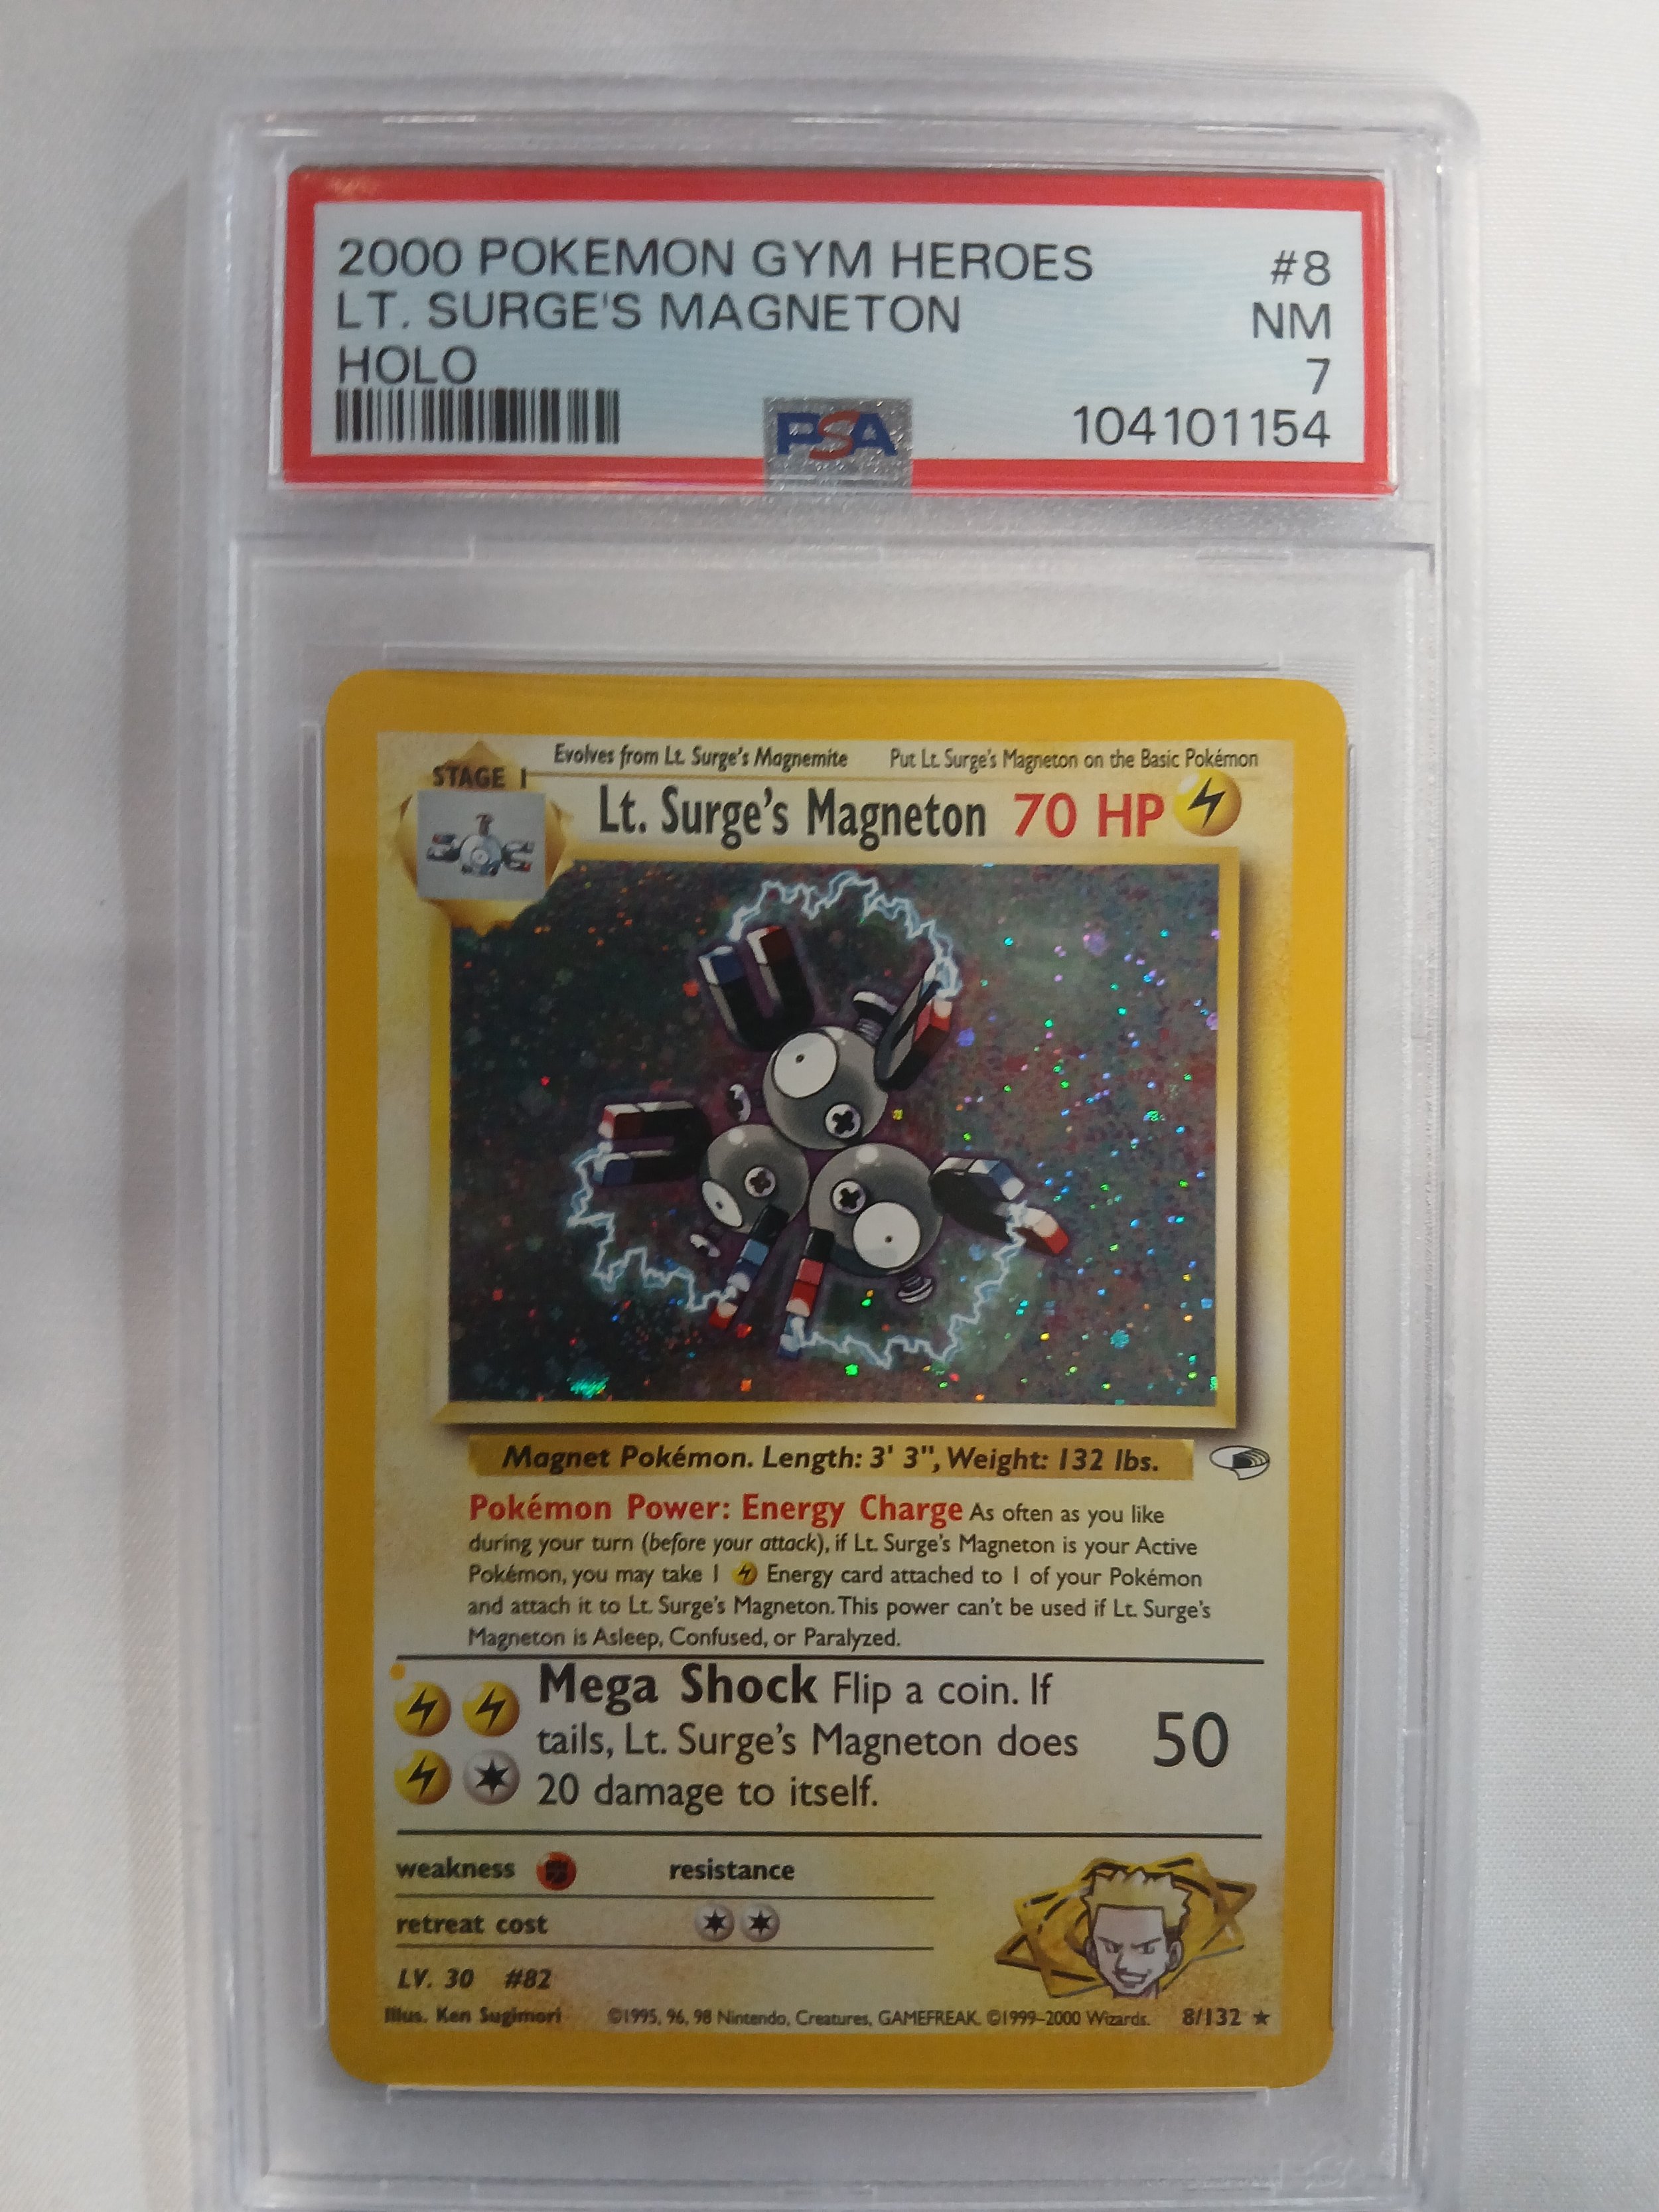 2000 POKEMON GYM HEROES #8
LT. SURGE'S MAGNETON NM
HOLO 7
PSA 104101154
Evolves from Lt. Surge's Magnemite Put Lt. Surge's Magneton on the Basic Pokémon
STAGE 1
Lt. Surge's Magneton 70 HP
Magnet Pokémon. Length: 3' 3", Weight: 132 lbs.
Pokémon Power: Energy Charge As often as you like
during your turn (before your attack), if Lt. Surge's Magneton is your Active
Pokémon, you may take 1 Energy card attached to 1 of your Pokémon
and attach it to Lt. Surge's Magneton. This power can't be used if Lt. Surge's
Magneton is Asleep, Confused, or Paralyzed.
Mega Shock Flip a coin. If
tails, Lt. Surge's Magneton does 50
20 damage to itself.
weakness resistance
retreat cost
LV. 30 #82
Illus. Ken Sugimori ©1995, 96, 98 Nintendo, Creatures, GAMEFREAK. ©1999–2000 Wizards. 8/132 ★